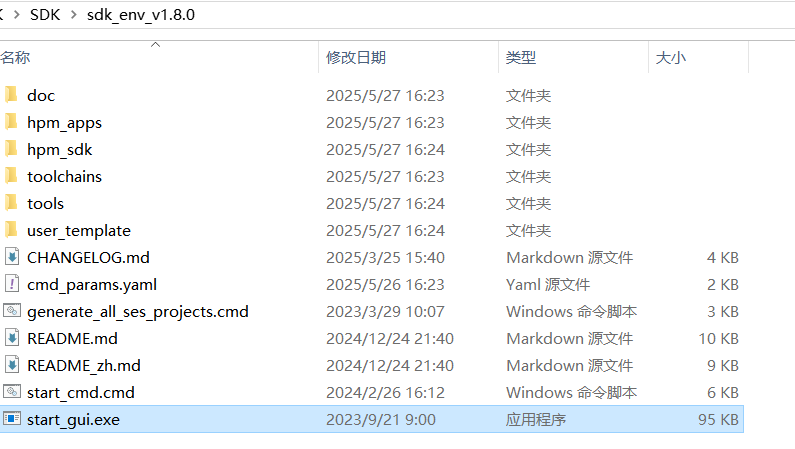 SDK > sdk_env_v1.8.0
名称 修改日期 类型 大小
doc 2025/5/27 16:23 文件夹
hpm_apps 2025/5/27 16:23 文件夹
hpm_sdk 2025/5/27 16:24 文件夹
toolchains 2025/5/27 16:23 文件夹
tools 2025/5/27 16:24 文件夹
user_template 2025/5/27 16:24 文件夹
CHANGELOG.md 2025/3/25 15:40 Markdown 源文件 4 KB
cmd_params.yaml 2025/5/26 16:23 Yaml 源文件 2 KB
generate_all_ses_projects.cmd 2023/3/29 10:07 Windows 命令脚本 3 KB
README.md 2024/12/24 21:40 Markdown 源文件 10 KB
README_zh.md 2024/12/24 21:40 Markdown 源文件 9 KB
start_cmd.cmd 2024/2/26 16:12 Windows 命令脚本 6 KB
start_gui.exe 2023/9/21 9:00 应用程序 95 KB